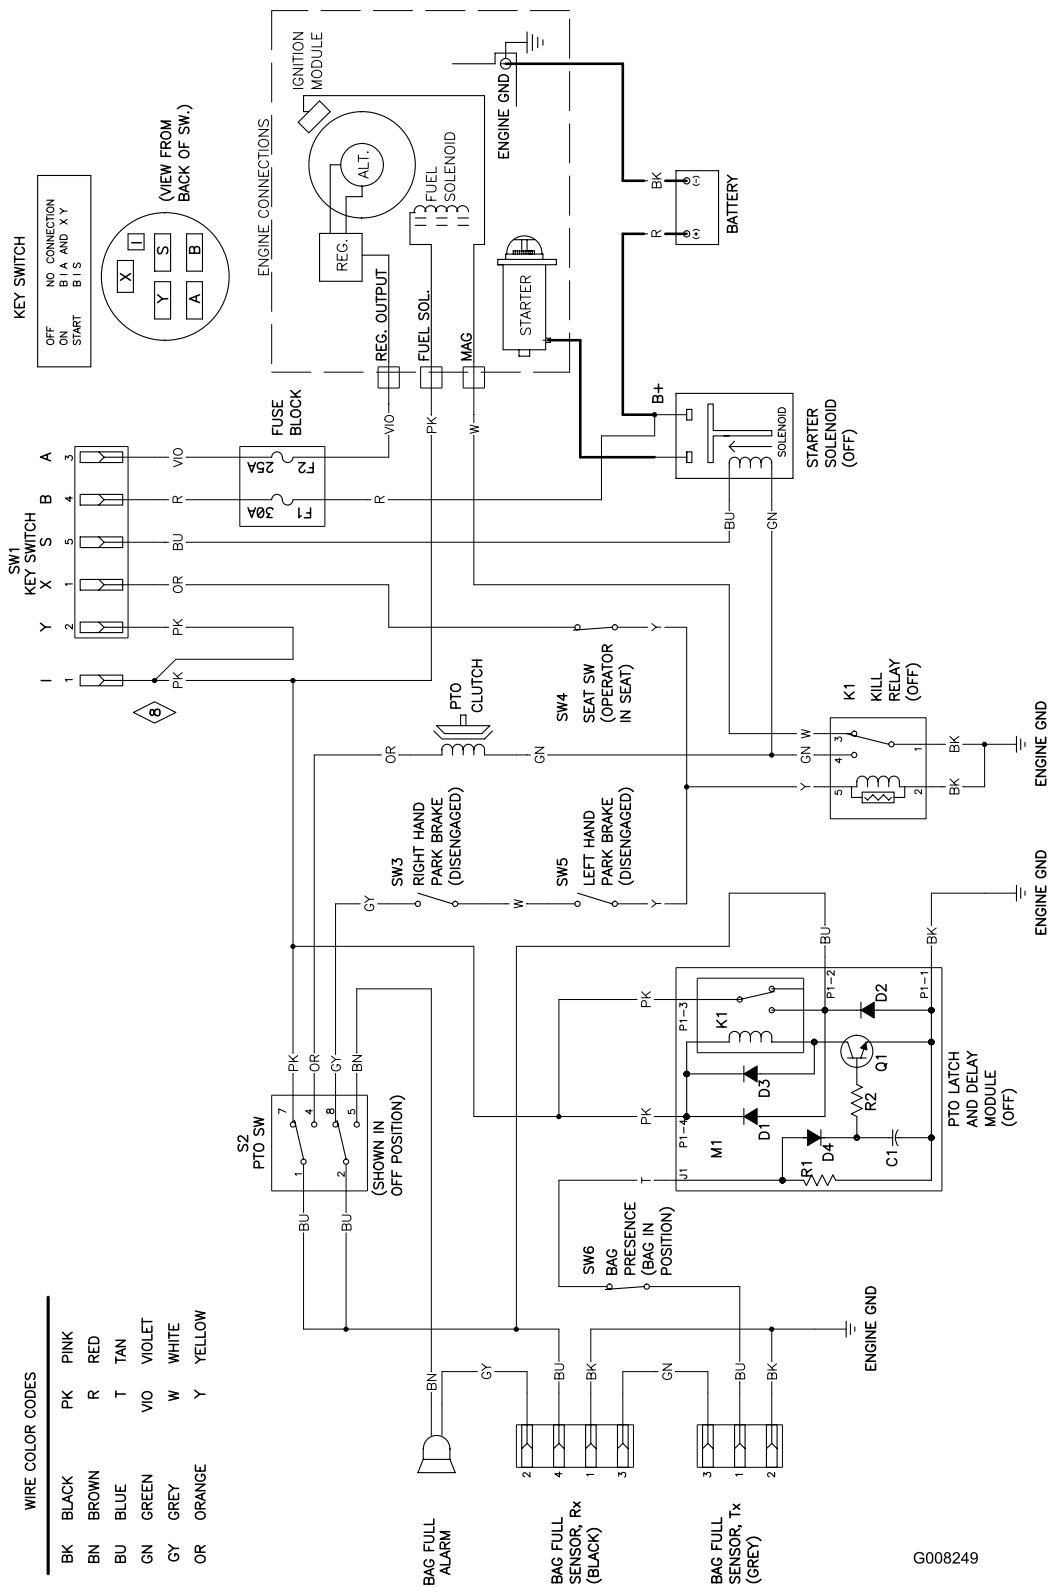 KEY SWITCH
OFF NO CONNECTION
ON B I A AND X Y
START B I S
X
I
Y
S
A
B
(VIEW FROM
BACK OF SW.)
ENGINE CONNECTIONS
IGNITION
MODULE
ALT.
REG.
FUEL
SOLENOID
ENGINE GND
STARTER
REG. OUTPUT
FUEL SOL.
MAG
BK
R
(-)
(+)
BATTERY
SW1
KEY SWITCH
I Y X S B A
1 2 1 5 4 3
8
PK
PK
OR
BU
R
VIO
FUSE
BLOCK
30A
F1
25A
F2
R
VIO
PK
W
B+
SOLENOID
STARTER
SOLENOID
(OFF)
BU
GN
SW4
SEAT SW
(OPERATOR
IN SEAT)
Y
PTO
CLUTCH
OR
GN
K1
KILL
RELAY
(OFF)
Y
GN
W
5
4
3
2
1
BK
BK
ENGINE GND
SW3
RIGHT HAND
PARK BRAKE
(DISENGAGED)
GY
W
SW5
LEFT HAND
PARK BRAKE
(DISENGAGED)
Y
S2
PTO SW
(SHOWN IN
OFF POSITION)
7
4
8
5
1
2
PK
OR
GY
BN
BU
BU
PK
PK
T
P1-3
P1-4
J1
K1
M1
D3
D1
D2
D4
Q1
R2
R1
C1
P1-2
P1-1
BU
BK
ENGINE GND
PTO LATCH
AND DELAY
MODULE
(OFF)
SW6
BAG
PRESENCE
(BAG IN
POSITION)
ENGINE GND
WIRE COLOR CODES
BK BLACK PK PINK
BN BROWN R RED
BU BLUE T TAN
GN GREEN VIO VIOLET
GY GREY W WHITE
OR ORANGE Y YELLOW
BN
GY
BU
BK
GN
BU
BK
2
4
1
3
3
1
2
BAG FULL
ALARM
BAG FULL
SENSOR, Rx
(BLACK)
BAG FULL
SENSOR, Tx
(GREY)
G008249